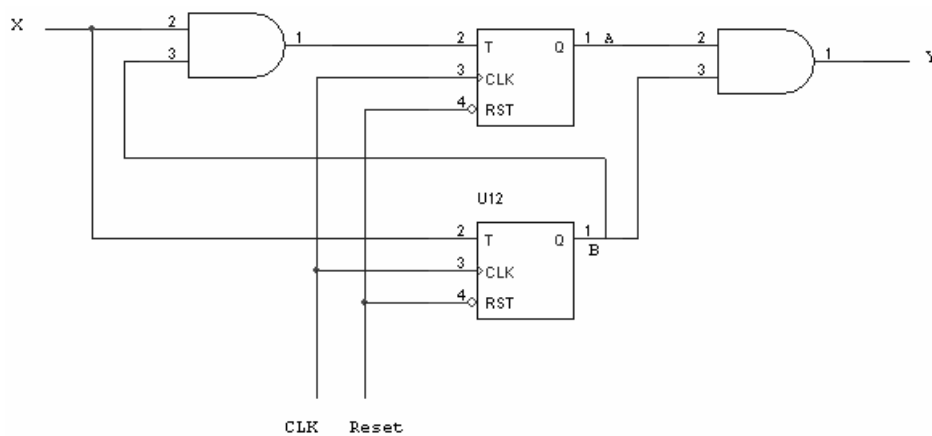 X
2
3
1
2 T Q 1 A
3 CLK
4 RST
2
3
1
Y
U12
2 T Q 1
B
3 CLK
4 RST
CLK Reset